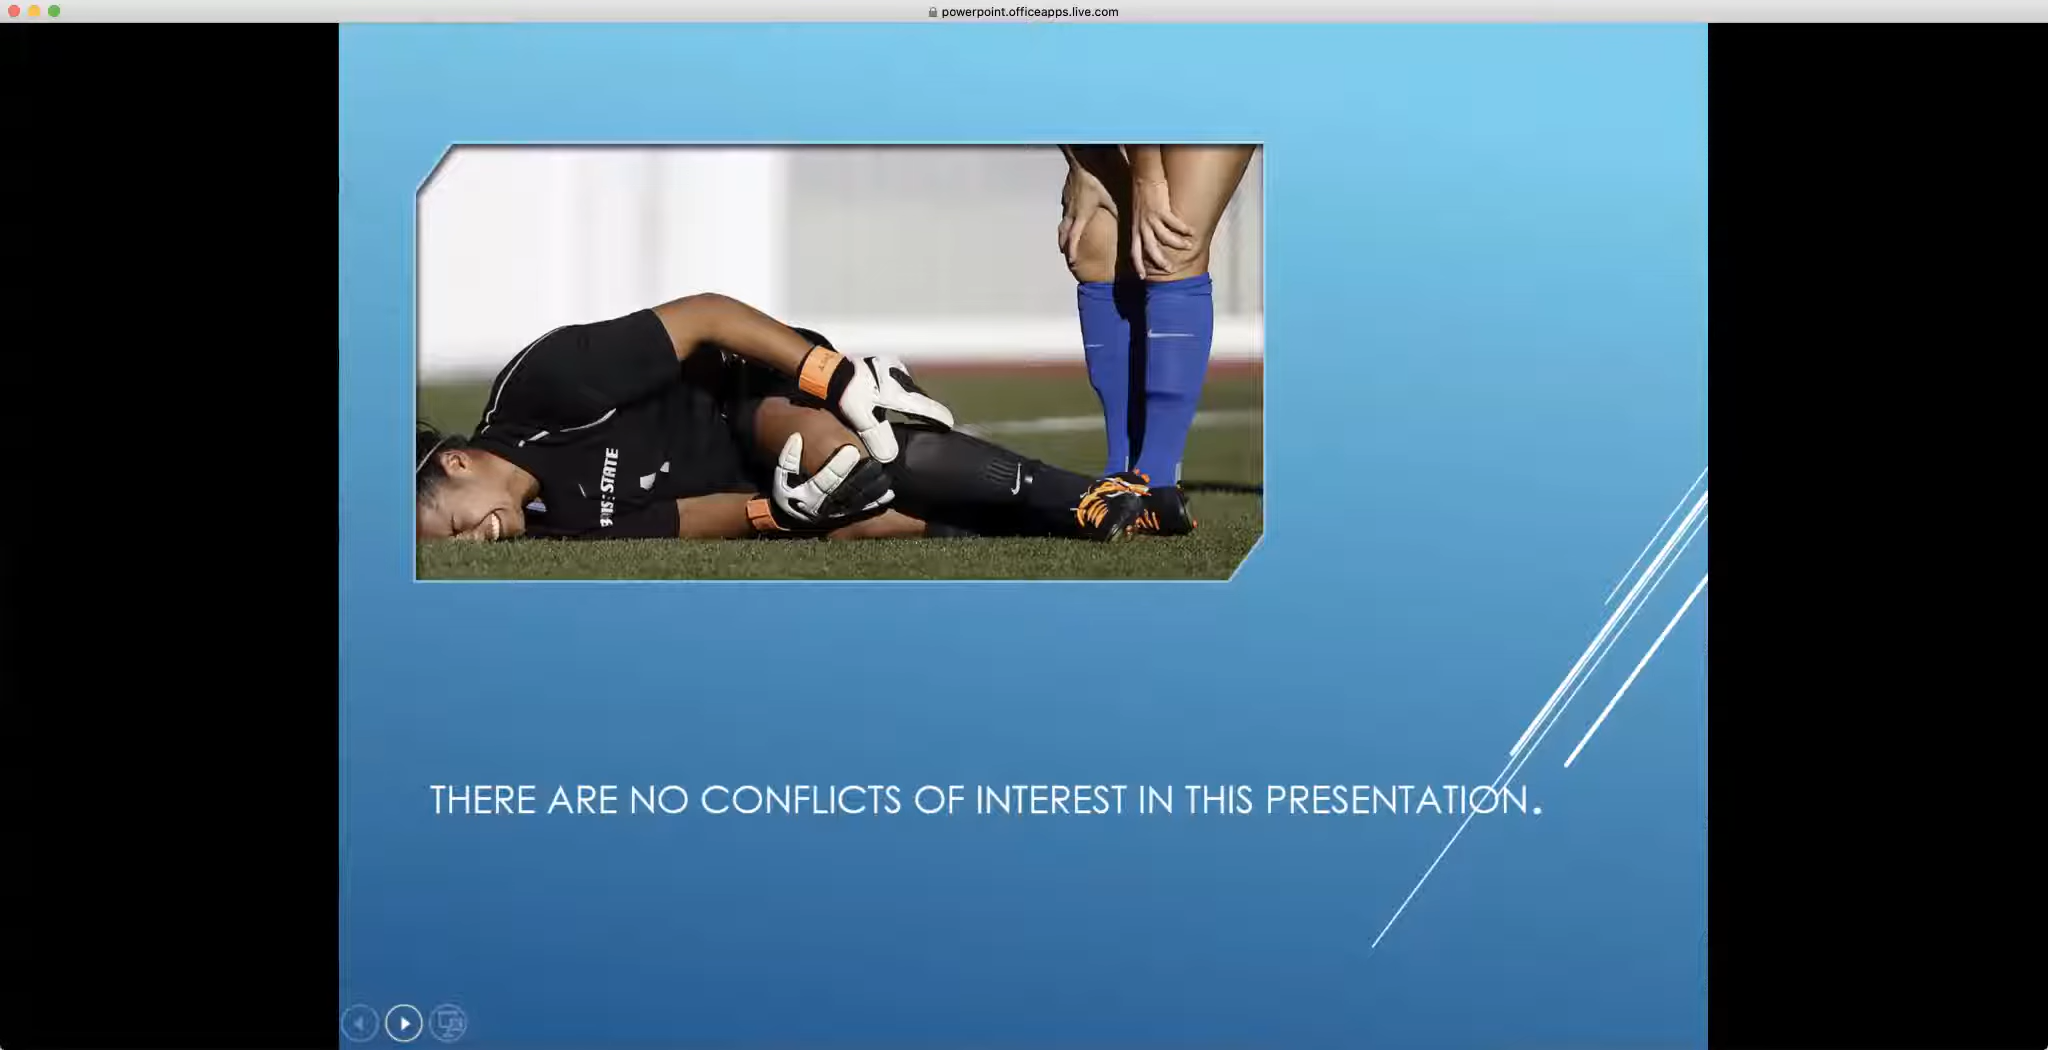 powerpoint.officeapps.live.com
STATE
THERE ARE NO CONFLICTS OF INTEREST IN THIS PRESENTATION.